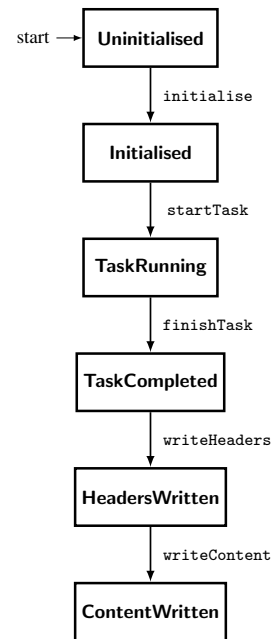 start
Uninitialised
initialise
Initialised
startTask
TaskRunning
finishTask
TaskCompleted
writeHeaders
HeadersWritten
writeContent
ContentWritten